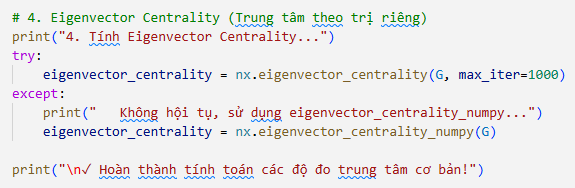 # 4. Eigenvector Centrality (Trung tâm theo trị riêng)
print("4. Tính Eigenvector Centrality...")
try:
    eigenvector_centrality = nx.eigenvector_centrality(G, max_iter=1000)
except:
    print("   Không hội tụ, sử dụng eigenvector_centrality_numpy...")
    eigenvector_centrality = nx.eigenvector_centrality_numpy(G)
print("\n✓ Hoàn thành tính toán các độ đo trung tâm cơ bản!")